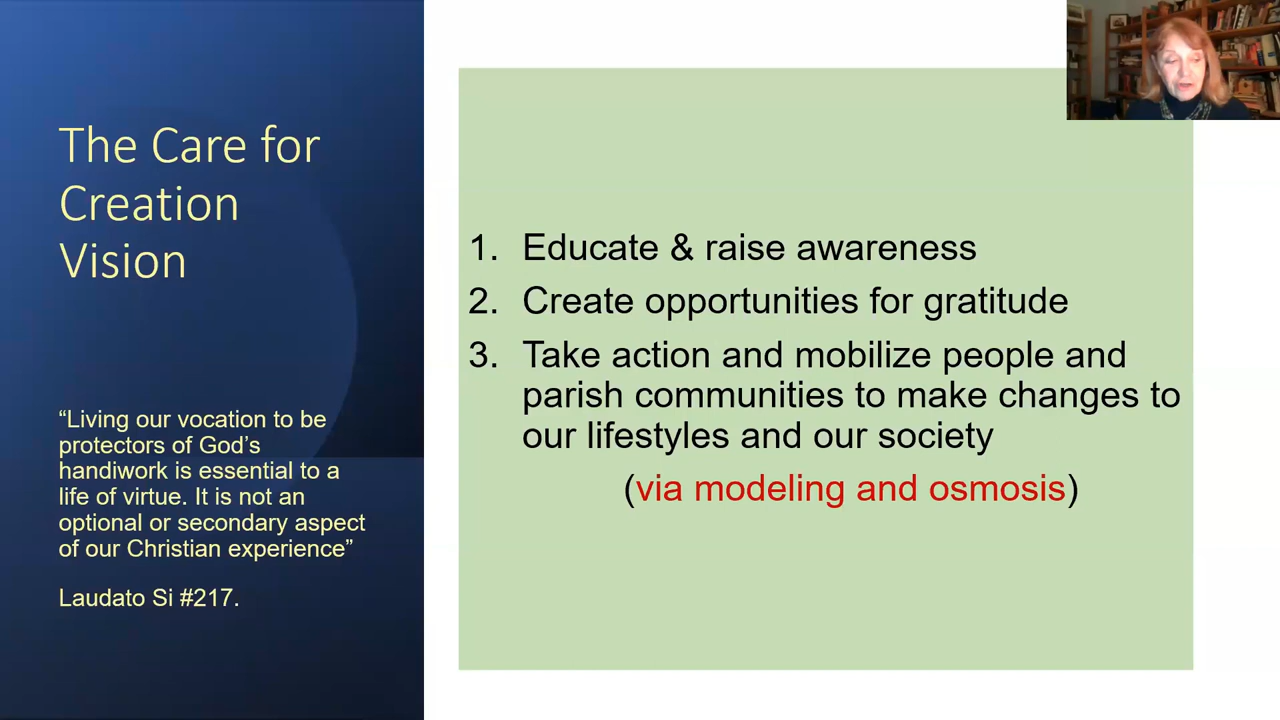 The Care for
Creation
Vision
“Living our vocation to be
protectors of God’s
handiwork is essential to a
life of virtue. It is not an
optional or secondary aspect
of our Christian experience”
Laudato Si #217.
1. Educate & raise awareness
2. Create opportunities for gratitude
3. Take action and mobilize people and
parish communities to make changes to
our lifestyles and our society
(via modeling and osmosis)